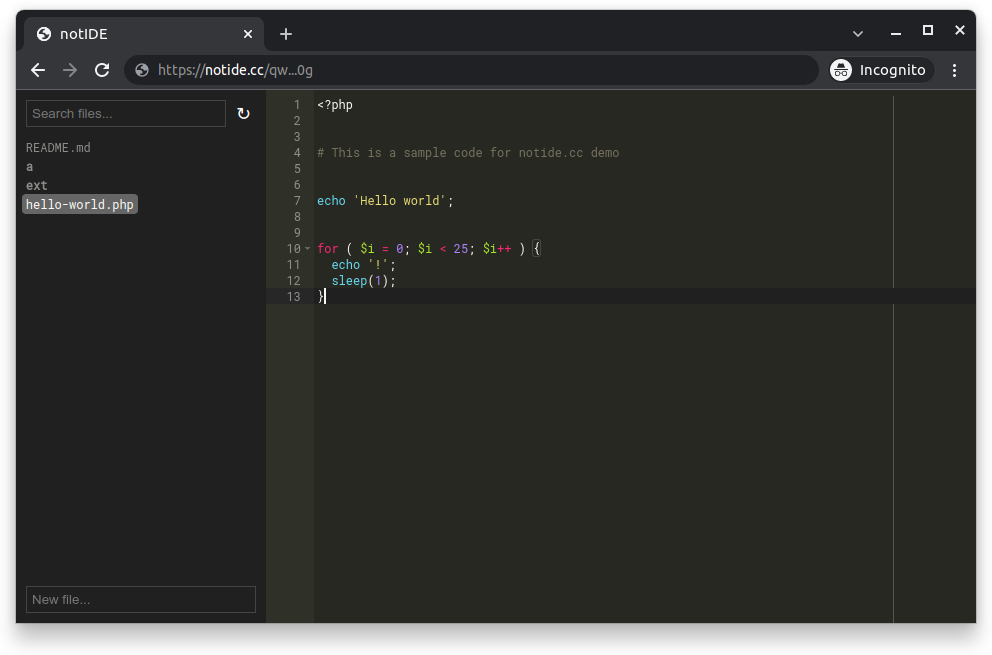 notIDE
https://notide.cc/qw...0g
Incognito
Search files...
README.md
a
ext
hello-world.php
New file...
1 <?php
2
3
4 # This is a sample code for notide.cc demo
5
6
7 echo 'Hello world';
8
9
10 for ( $i = 0; $i < 25; $i++ ) {
11 echo '!';
12 sleep(1);
13 }